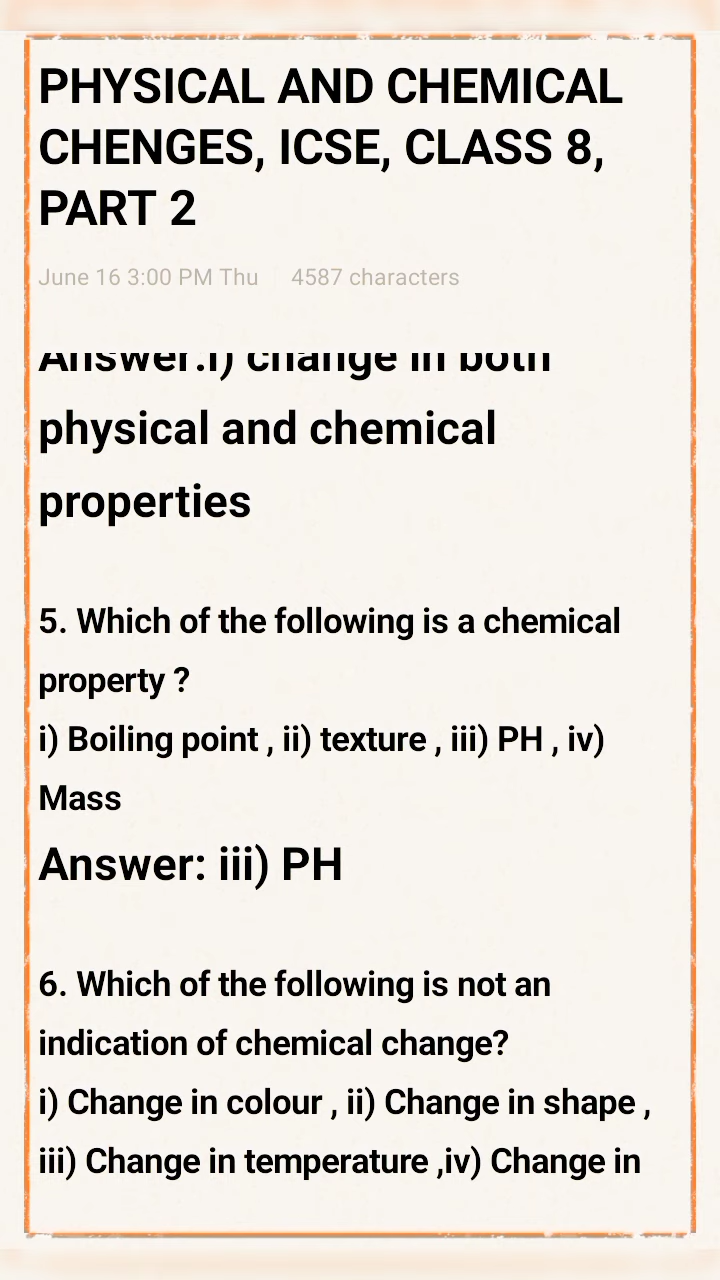 PHYSICAL AND CHEMICAL
CHENGES, ICSE, CLASS 8,
PART 2
June 16 3:00 PM Thu 4587 characters
Answer.i) change in both
physical and chemical
properties
5. Which of the following is a chemical
property ?
i) Boiling point , ii) texture , iii) PH , iv)
Mass
Answer: iii) PH
6. Which of the following is not an
indication of chemical change?
i) Change in colour , ii) Change in shape ,
iii) Change in temperature ,iv) Change in